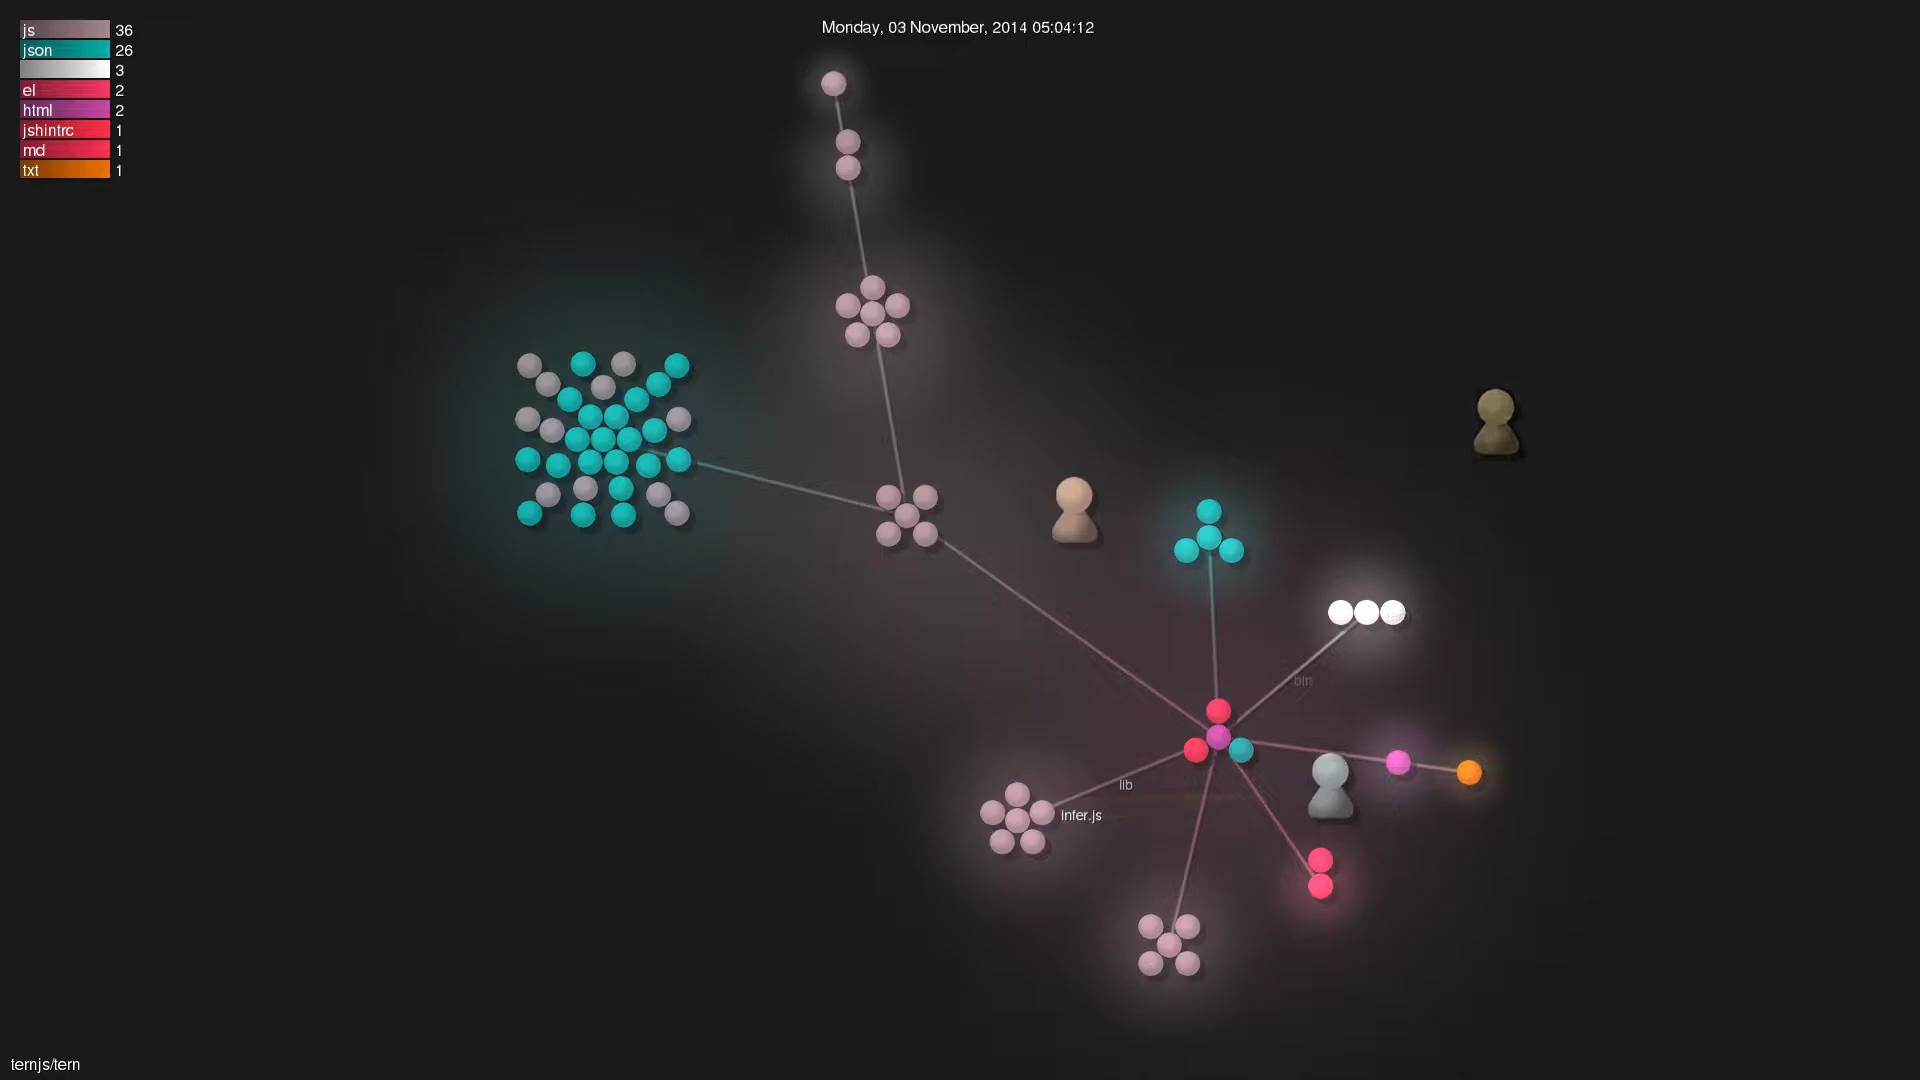 Monday, 03 November, 2014 05:04:12
js 36
json 26
3
el 2
html 2
jshintrc 1
md 1
txt 1
bin
lib
infer.js
ternjs/tern